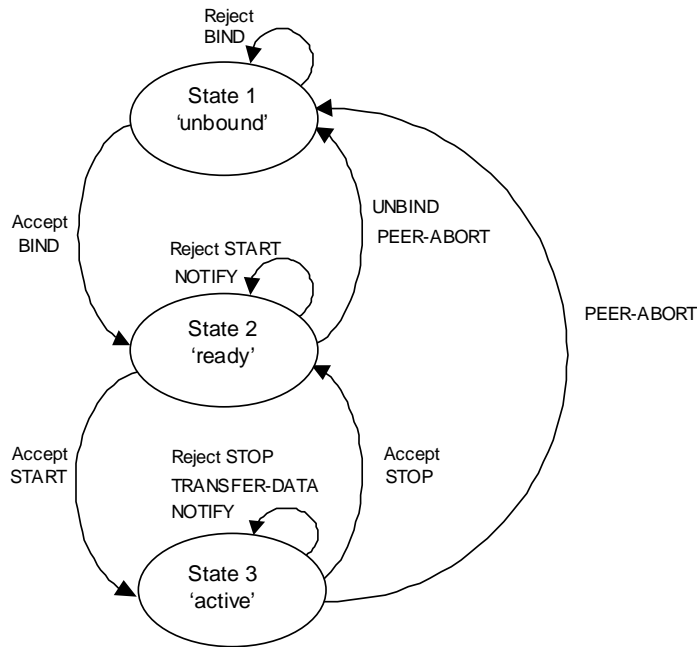 Reject
BIND
State 1
‘unbound’
Accept
BIND
UNBIND
PEER-ABORT
Reject START
NOTIFY
State 2
‘ready’
PEER-ABORT
Accept
START
Reject STOP
TRANSFER-DATA
NOTIFY
Accept
STOP
State 3
‘active’